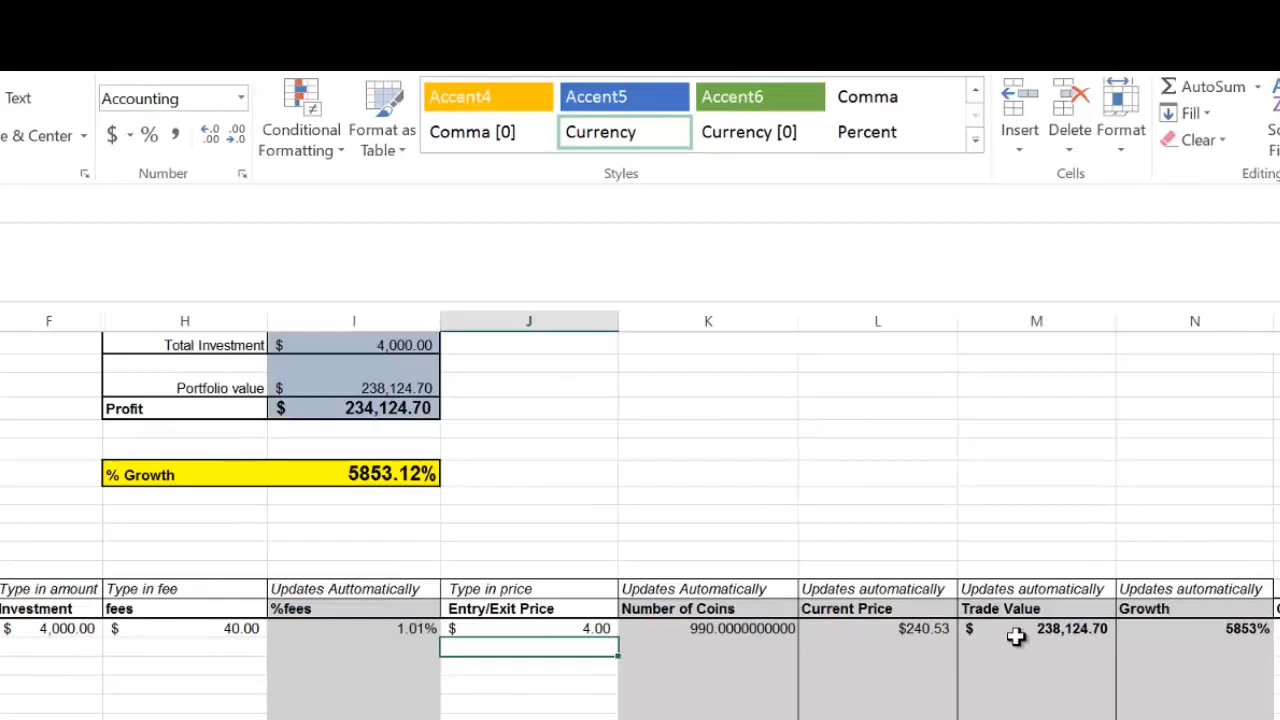 Text
Accounting
Accent4 Accent5 Accent6 Comma
Σ AutoSum
& Center
$ % , .0 .00 .00 .0
Conditional Formatting
Format as Table
Comma [0] Currency Currency [0] Percent
Insert Delete Format
Fill
Clear
Number Styles Cells Editing
F H I J K L M N
Total Investment $ 4,000.00
Portfolio value $ 238,124.70
Profit $ 234,124.70
% Growth 5853.12%
Type in amount Type in fee Updates Auttomatically Type in price Updates Automatically Updates automatically Updates automatically Updates automatically
Investment fees %fees Entry/Exit Price Number of Coins Current Price Trade Value Growth
$ 4,000.00 $ 40.00 1.01% $ 4.00 990.0000000000 $240.53 $ 238,124.70 5853%